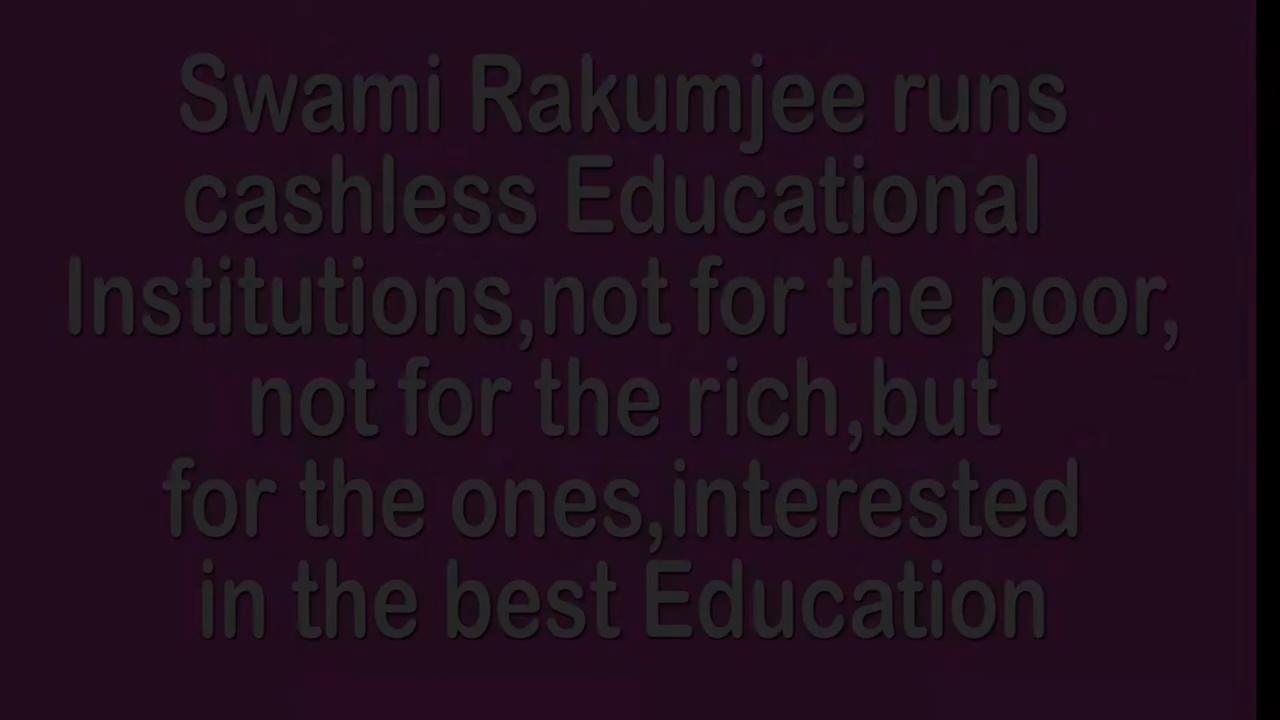 Swami Rakumjee runs
cashless Educational
Institutions,not for the poor,
not for the rich,but
for the ones,interested
in the best Education